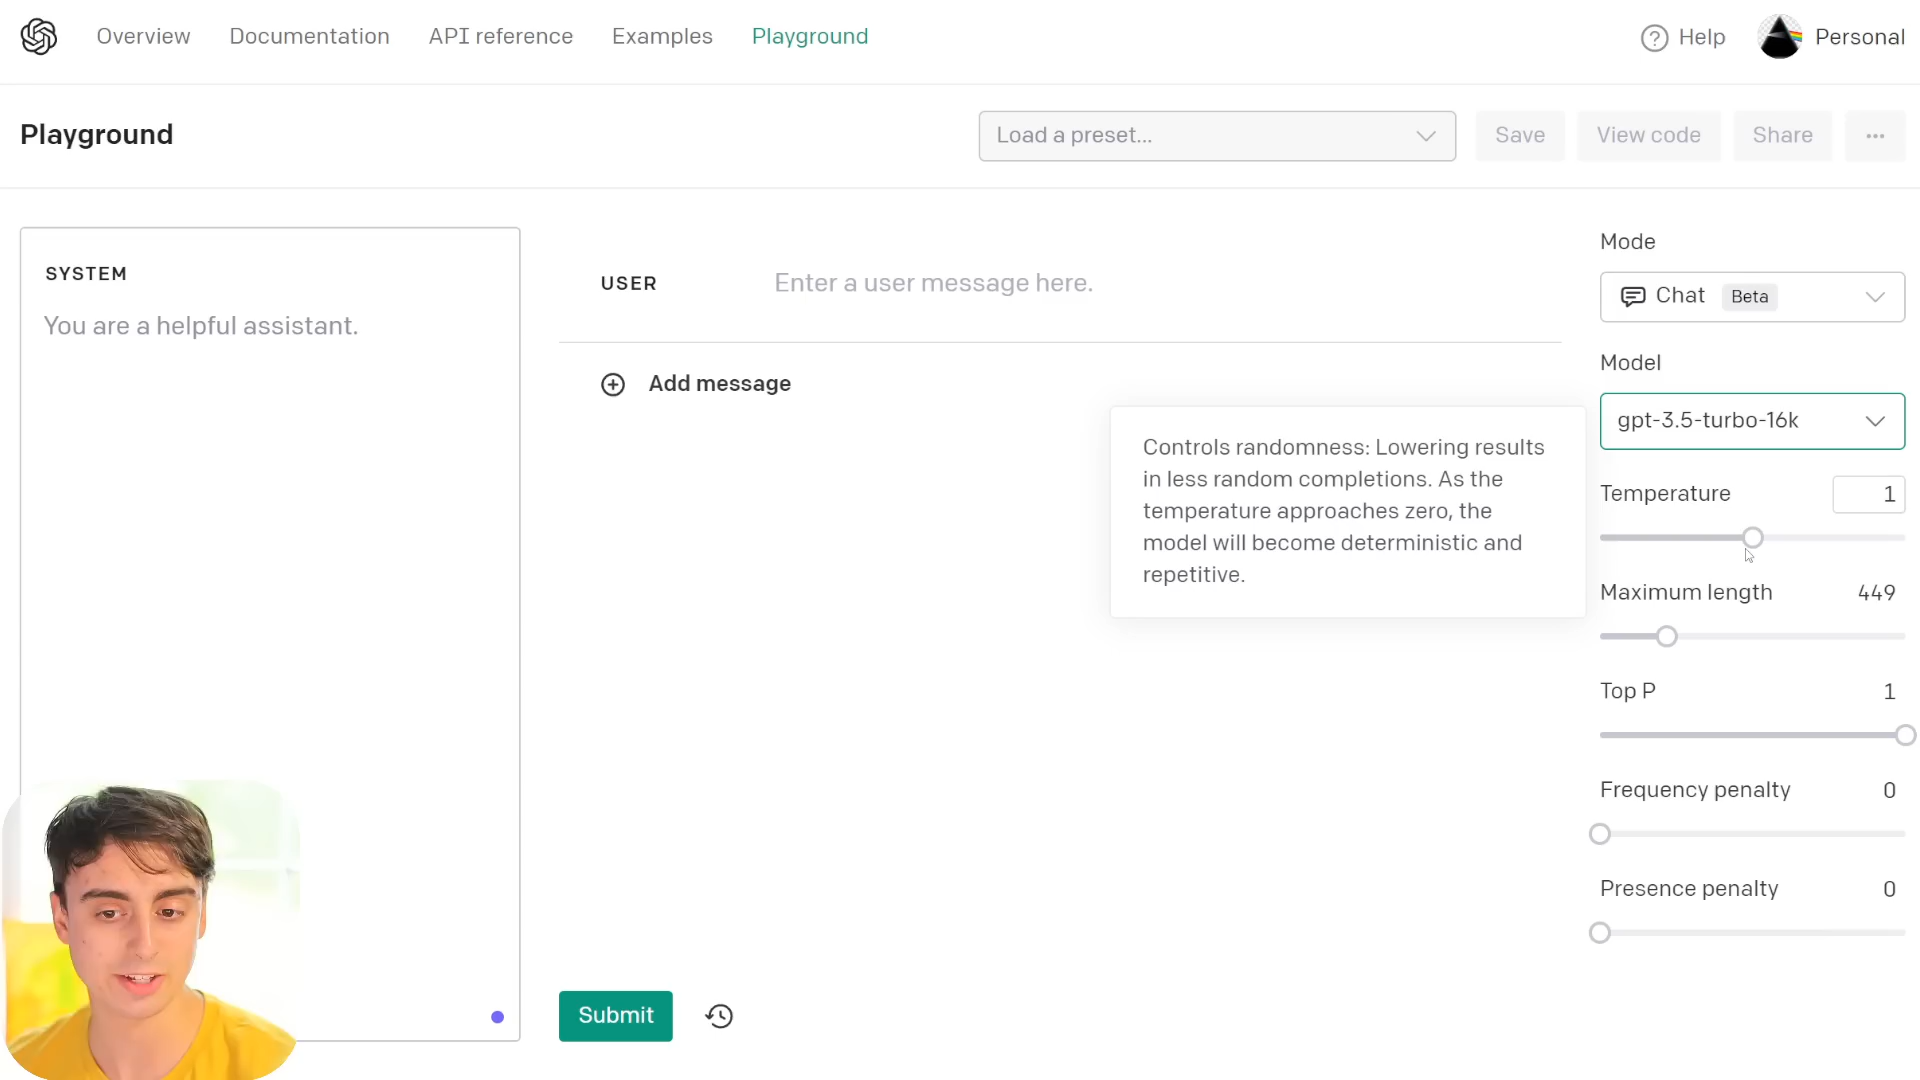 Overview Documentation API reference Examples Playground Help Personal
Playground Load a preset... Save View code Share ...
SYSTEM
You are a helpful assistant.
USER Enter a user message here.
Add message
Controls randomness: Lowering results
in less random completions. As the
temperature approaches zero, the
model will become deterministic and
repetitive.
Mode
Chat Beta
Model
gpt-3.5-turbo-16k
Temperature 1
Maximum length 449
Top P 1
Frequency penalty 0
Presence penalty 0
Submit